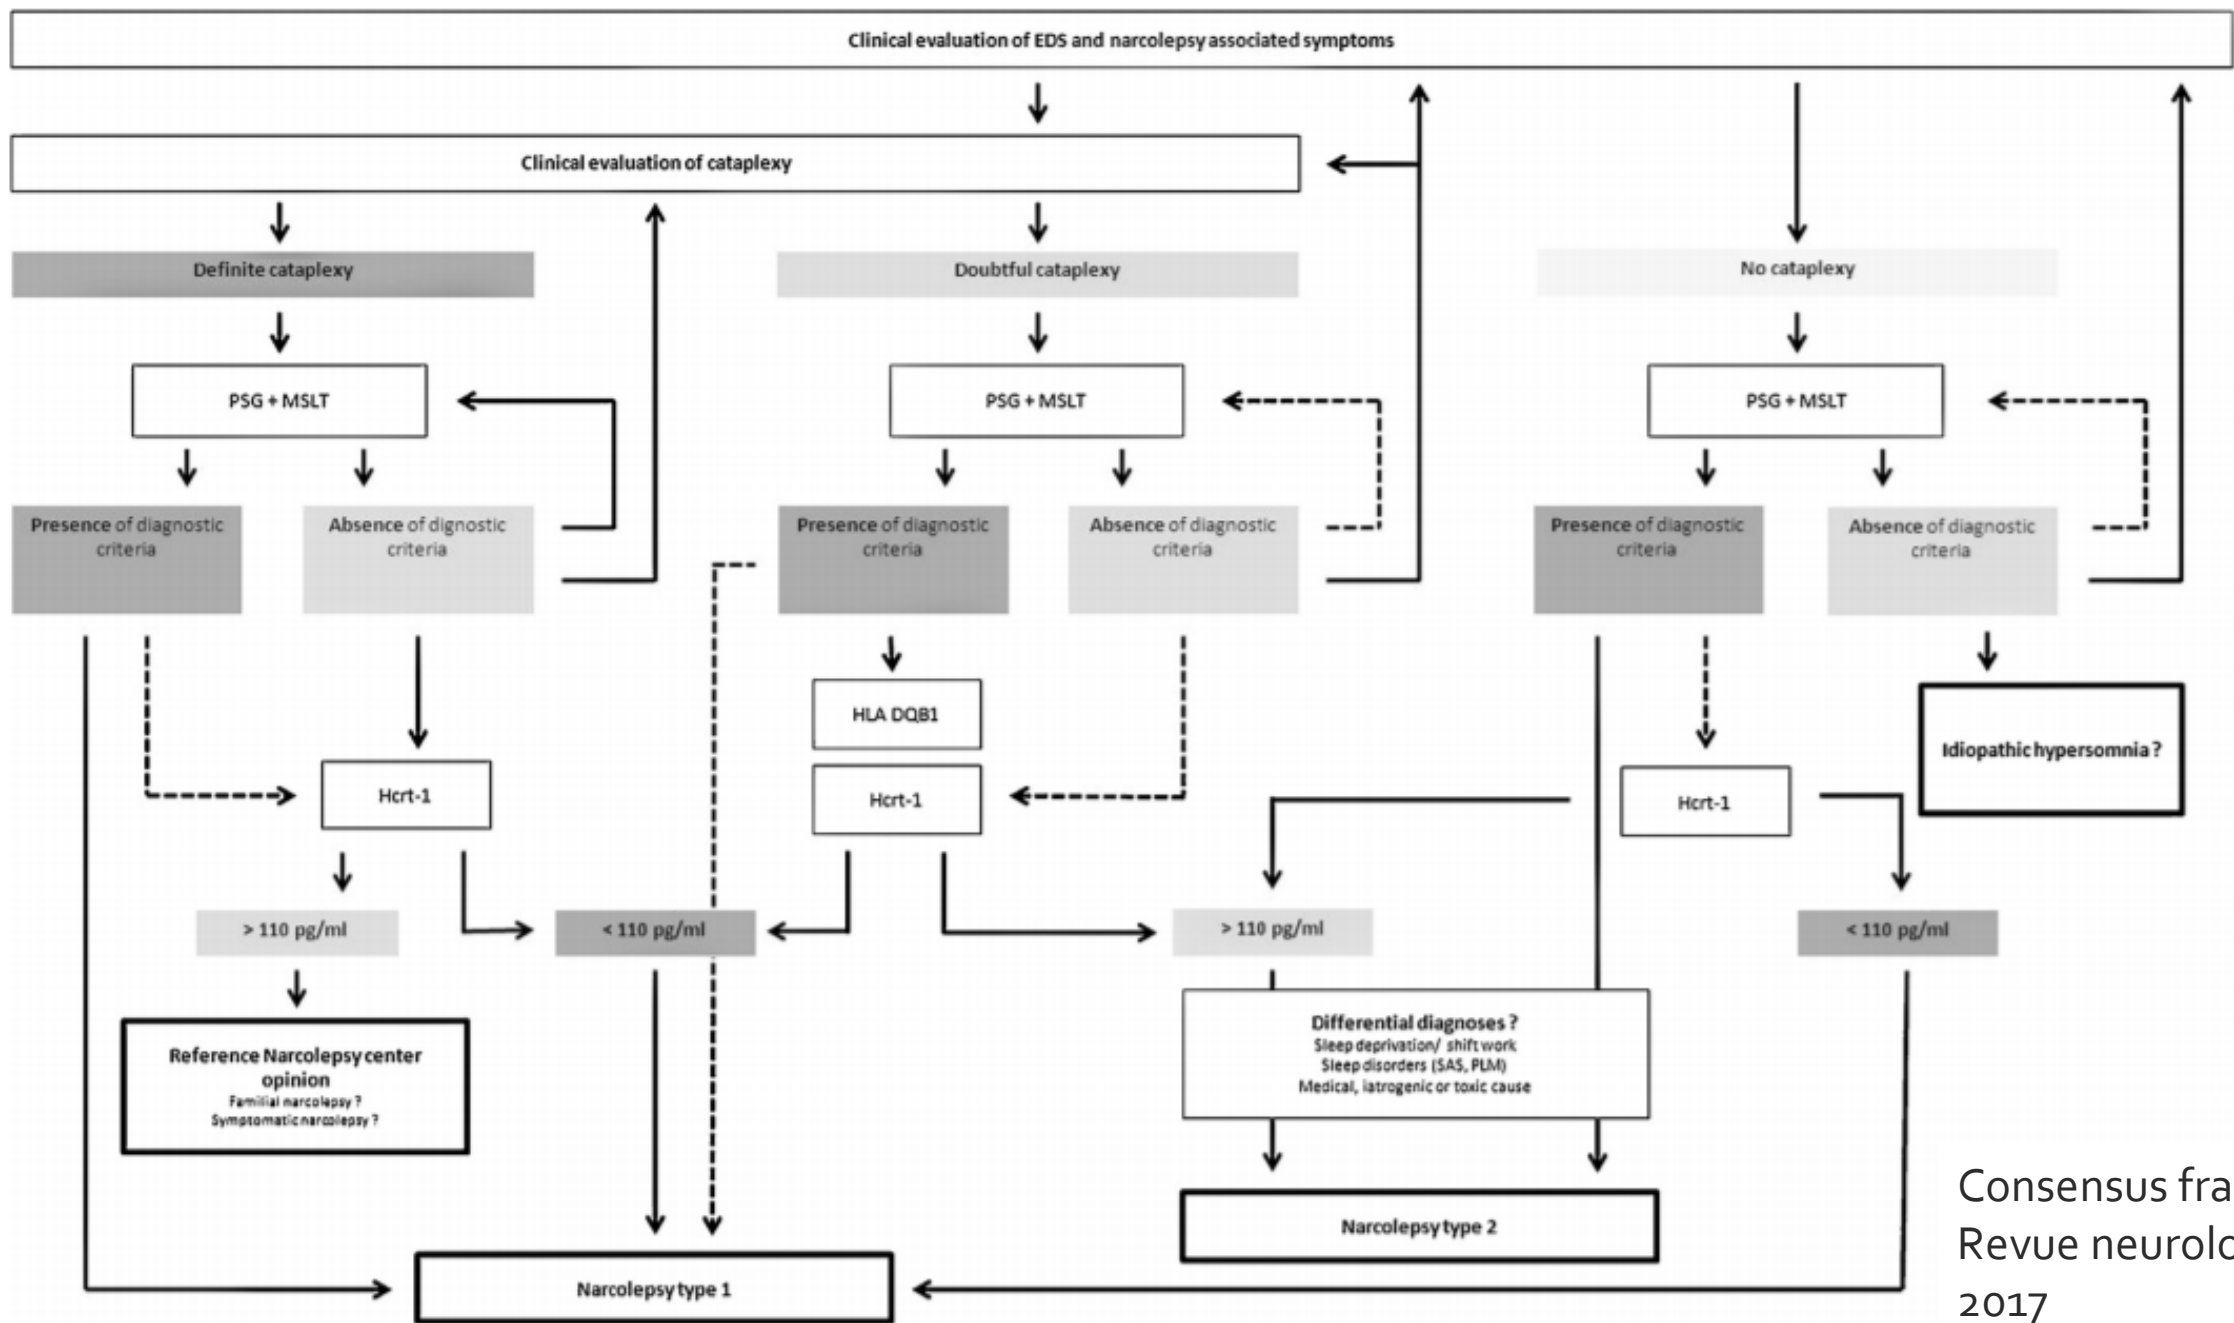 Clinical evaluation of EDS and narcolepsy associated symptoms
Clinical evaluation of cataplexy
Definite cataplexy
Doubtful cataplexy
No cataplexy
PSG + MSLT
PSG + MSLT
PSG + MSLT
Presence of diagnostic
criteria
Absence of dignostic
criteria
Presence of diagnostic
criteria
Absence of diagnostic
criteria
Presence of diagnostic
criteria
Absence of diagnostic
criteria
HLA DQB1
Idiopathic hypersomnia ?
Hcrt-1
Hcrt-1
Hcrt-1
> 110 pg/ml
< 110 pg/ml
> 110 pg/ml
< 110 pg/ml
Reference Narcolepsy center
opinion
Familial narcolepsy ?
Symptomatic narcolepsy ?
Differential diagnoses ?
Sleep deprivation/ shift work
Sleep disorders (SAS, PLM)
Medical, iatrogenic or toxic cause
Narcolepsy type 2
Narcolepsy type 1
Consensus fra
Revue neurolo
2017